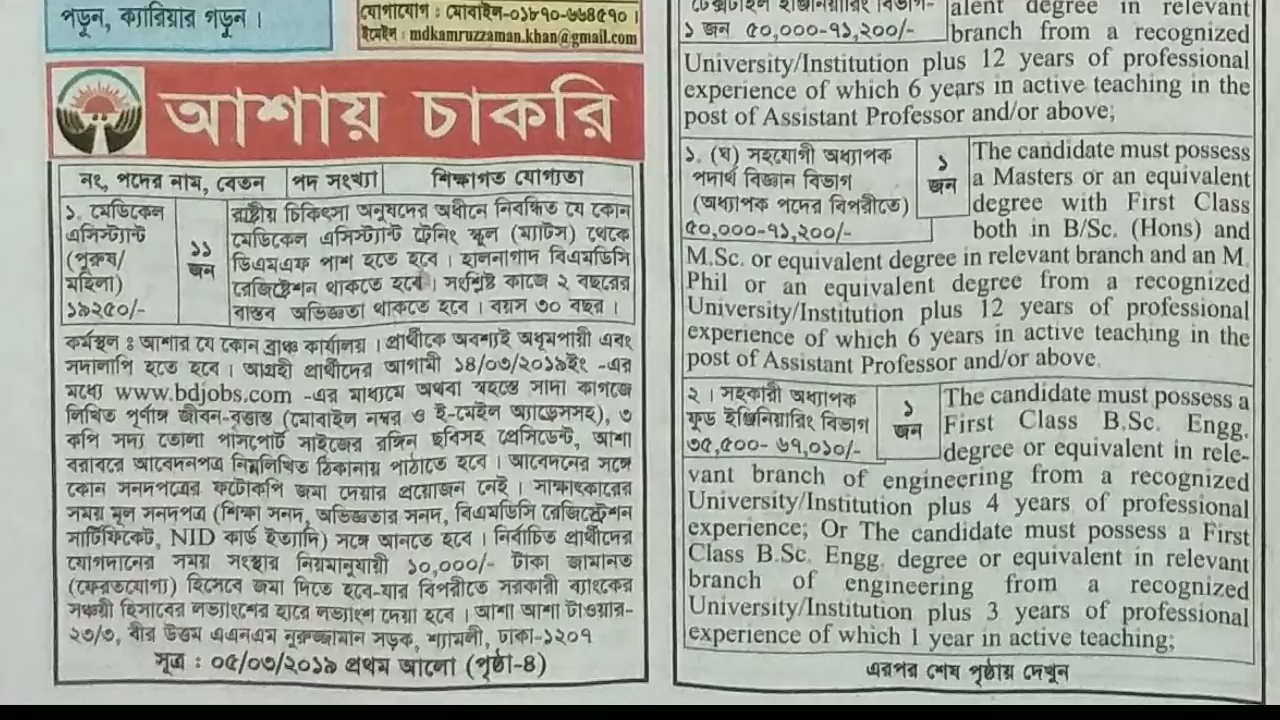 পড়ুন, ক্যারিয়ার গড়ুন ।
যোগাযোগ : মোবাইল-০১৮৭০-৬৬৪৫৭০ ।
ইমেইল : mdkamruzzaman.khan@gmail.com
আশায় চাকরি
নং, পদের নাম, বেতন পদ সংখ্যা শিক্ষাগত যোগ্যতা
১. মেডিকেল
এসিস্ট্যান্ট
(পুরুষ/
মহিলা)
১৯২৫০/-
১১
জন
রাষ্ট্রীয় চিকিৎসা অনুষদের অধীনে নিবন্ধিত যে কোন
মেডিকেল এসিস্ট্যান্ট ট্রেনিং স্কুল (ম্যাটস) থেকে
ডিএমএফ পাশ হতে হবে । হালনাগাদ বিএমডিসি
রেজিষ্ট্রেশন থাকতে হবে । সংশ্লিষ্ট কাজে ২ বছরের
বাস্তব অভিজ্ঞতা থাকতে হবে । বয়স ৩০ বছর ।
কর্মস্থল ঃ আশার যে কোন ব্রাঞ্চ কার্যালয় । প্রার্থীকে অবশ্যই অধূমপায়ী এবং
সদালাপি হতে হবে । আগ্রহী প্রার্থীদের আগামী ১৪/০৩/২০১৯ইং -এর
মধ্যে www.bdjobs.com -এর মাধ্যমে অথবা স্বহস্তে সাদা কাগজে
লিখিত পূর্ণাঙ্গ জীবন-বৃত্তান্ত (মোবাইল নম্বর ও ই-মেইল অ্যাড্রেসসহ), ৩
কপি সদ্য তোলা পাসপোর্ট সাইজের রঙ্গিন ছবিসহ প্রেসিডেন্ট, আশা
বরাবরে আবেদনপত্র নিম্নলিখিত ঠিকানায় পাঠাতে হবে । আবেদনের সঙ্গে
কোন সনদপত্রের ফটোকপি জমা দেয়ার প্রয়োজন নেই । সাক্ষাৎকারের
সময় মূল সনদপত্র (শিক্ষা সনদ, অভিজ্ঞতার সনদ, বিএমডিসি রেজিষ্ট্রেশন
সার্টিফিকেট, NID কার্ড ইত্যাদি) সঙ্গে আনতে হবে । নির্বাচিত প্রার্থীদের
যোগদানের সময় সংস্থার নিয়মানুযায়ী ১০,০০০/- টাকা জামানত
(ফেরতযোগ্য) হিসেবে জমা দিতে হবে-যার বিপরীতে সরকারী ব্যাংকের
সঞ্চয়ী হিসাবের লভ্যাংশের হারে লভ্যাংশ দেয়া হবে । আশা আশা টাওয়ার-
২৩/৩, বীর উত্তম এএনএম নূরুজ্জামান সড়ক, শ্যামলী, ঢাকা-১২০৭
সূত্র : ০৫/০৩/২০১৯ প্রথম আলো (পৃষ্ঠা-৪)
টেক্সটাইল ইঞ্জিনিয়ারিং বিভাগ-
১ জন ৫০,০০০-৭১,২০০/-
alent degree in relevant
branch from a recognized
University/Institution plus 12 years of professional
experience of which 6 years in active teaching in the
post of Assistant Professor and/or above;
১. (ঘ) সহযোগী অধ্যাপক
পদার্থ বিজ্ঞান বিভাগ
(অধ্যাপক পদের বিপরীতে)
৫০,০০০-৭১,২০০/-
১
জন
The candidate must possess
a Masters or an equivalent
degree with First Class
both in B/Sc. (Hons) and
M.Sc. or equivalent degree in relevant branch and an M.
Phil or an equivalent degree from a recognized
University/Institution plus 12 years of professional
experience of which 6 years in active teaching in the
post of Assistant Professor and/or above.
২ । সহকারী অধ্যাপক
ফুড ইঞ্জিনিয়ারিং বিভাগ
৩৫,৫০০- ৬৭,০১০/-
১
জন
The candidate must possess a
First Class B.Sc. Engg.
degree or equivalent in rele-
vant branch of engineering from a recognized
University/Institution plus 4 years of professional
experience; Or The candidate must possess a First
Class B.Sc. Engg. degree or equivalent in relevant
branch of engineering from a recognized
University/Institution plus 3 years of professional
experience of which 1 year in active teaching;
এরপর শেষ পৃষ্ঠায় দেখুন